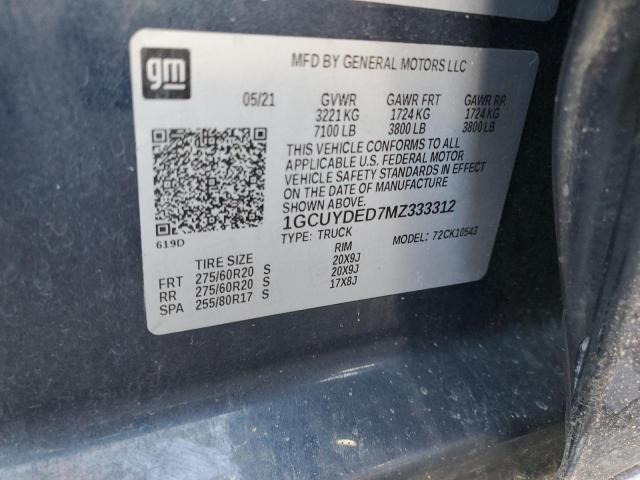 gm
MFD BY GENERAL MOTORS LLC
05/21 GVWR GAWR FRT GAWR RR
3221 KG 1724 KG 1724 KG
7100 LB 3800 LB 3800 LB
THIS VEHICLE CONFORMS TO ALL
APPLICABLE U.S. FEDERAL MOTOR
VEHICLE SAFETY STANDARDS IN EFFECT
ON THE DATE OF MANUFACTURE
SHOWN ABOVE.
1GCUYDED7MZ333312
619D
TYPE: TRUCK MODEL: 72CK10543
TIRE SIZE RIM
FRT 275/60R20 S 20X9J
RR 275/60R20 S 20X9J
SPA 255/80R17 S 17X8J